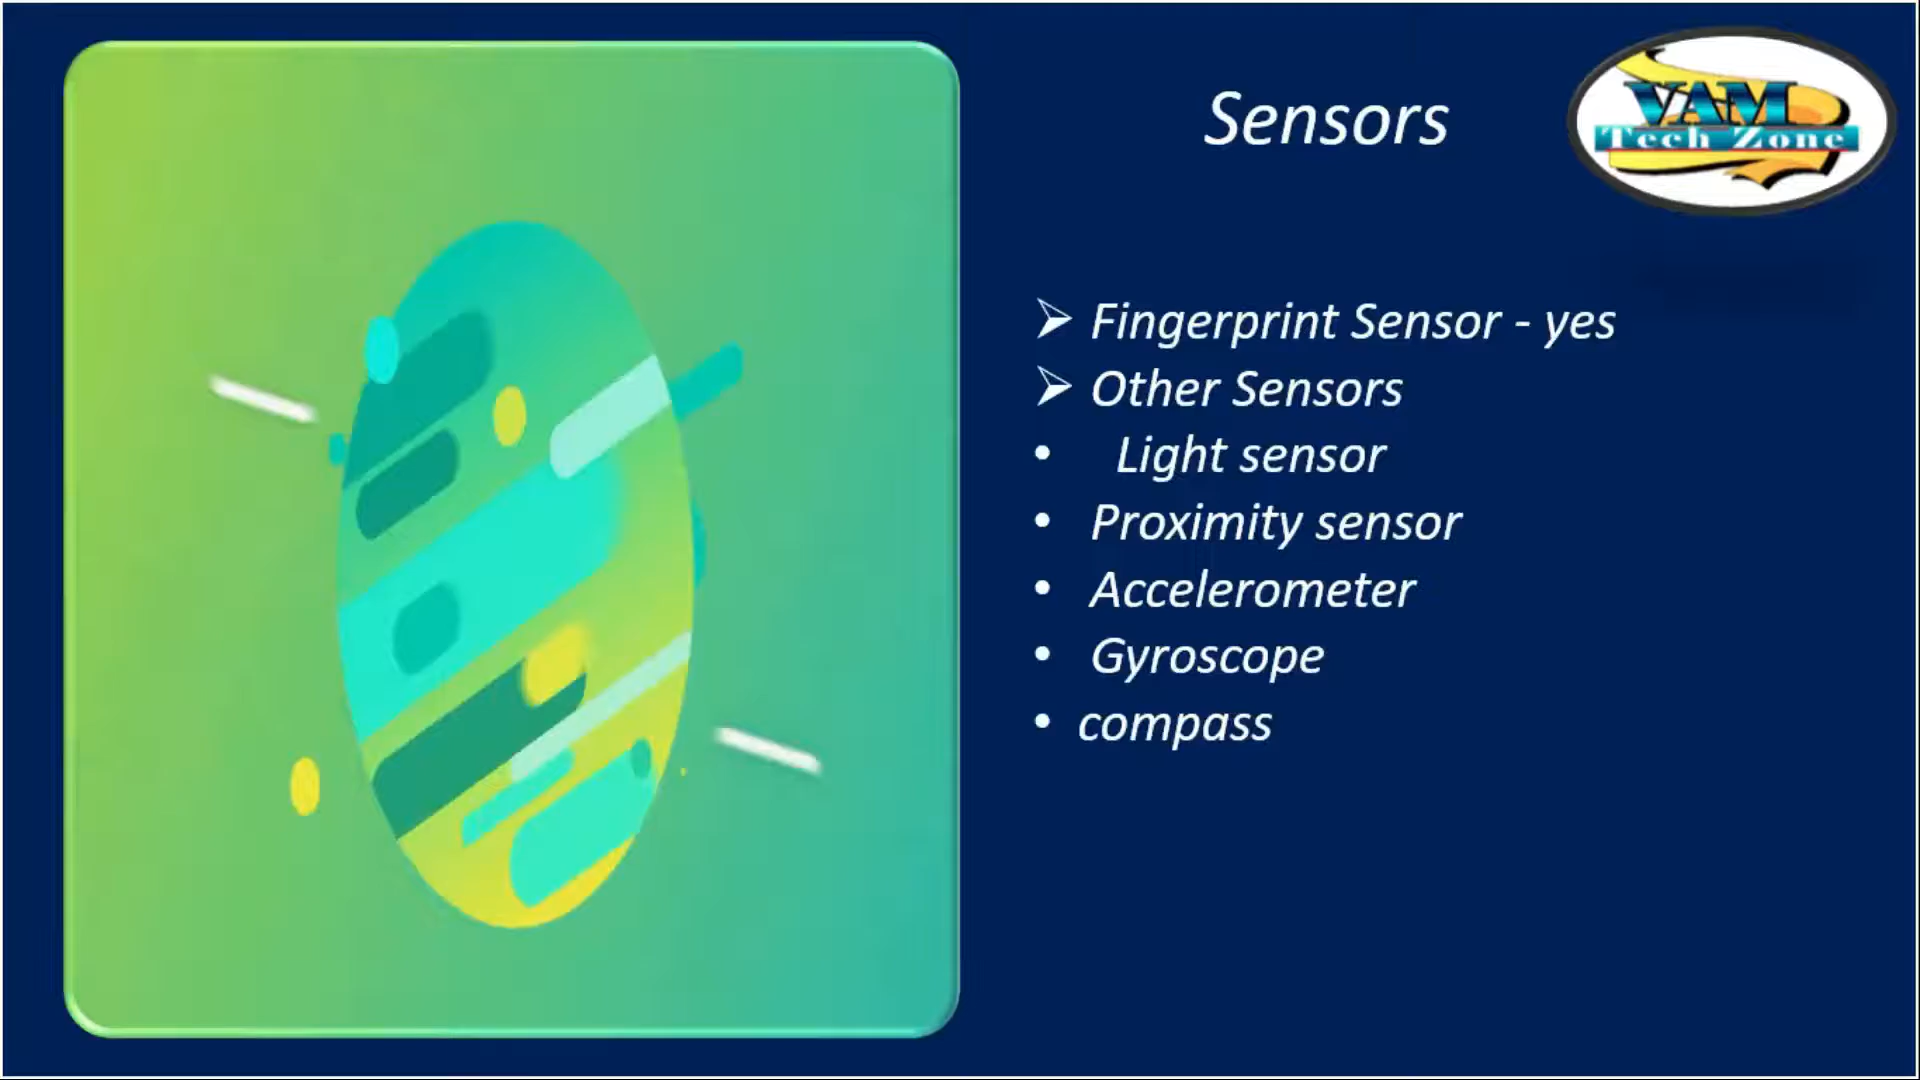 Sensors
VAM
Tech Zone
➢ Fingerprint Sensor - yes
➢ Other Sensors
• Light sensor
• Proximity sensor
• Accelerometer
• Gyroscope
• compass